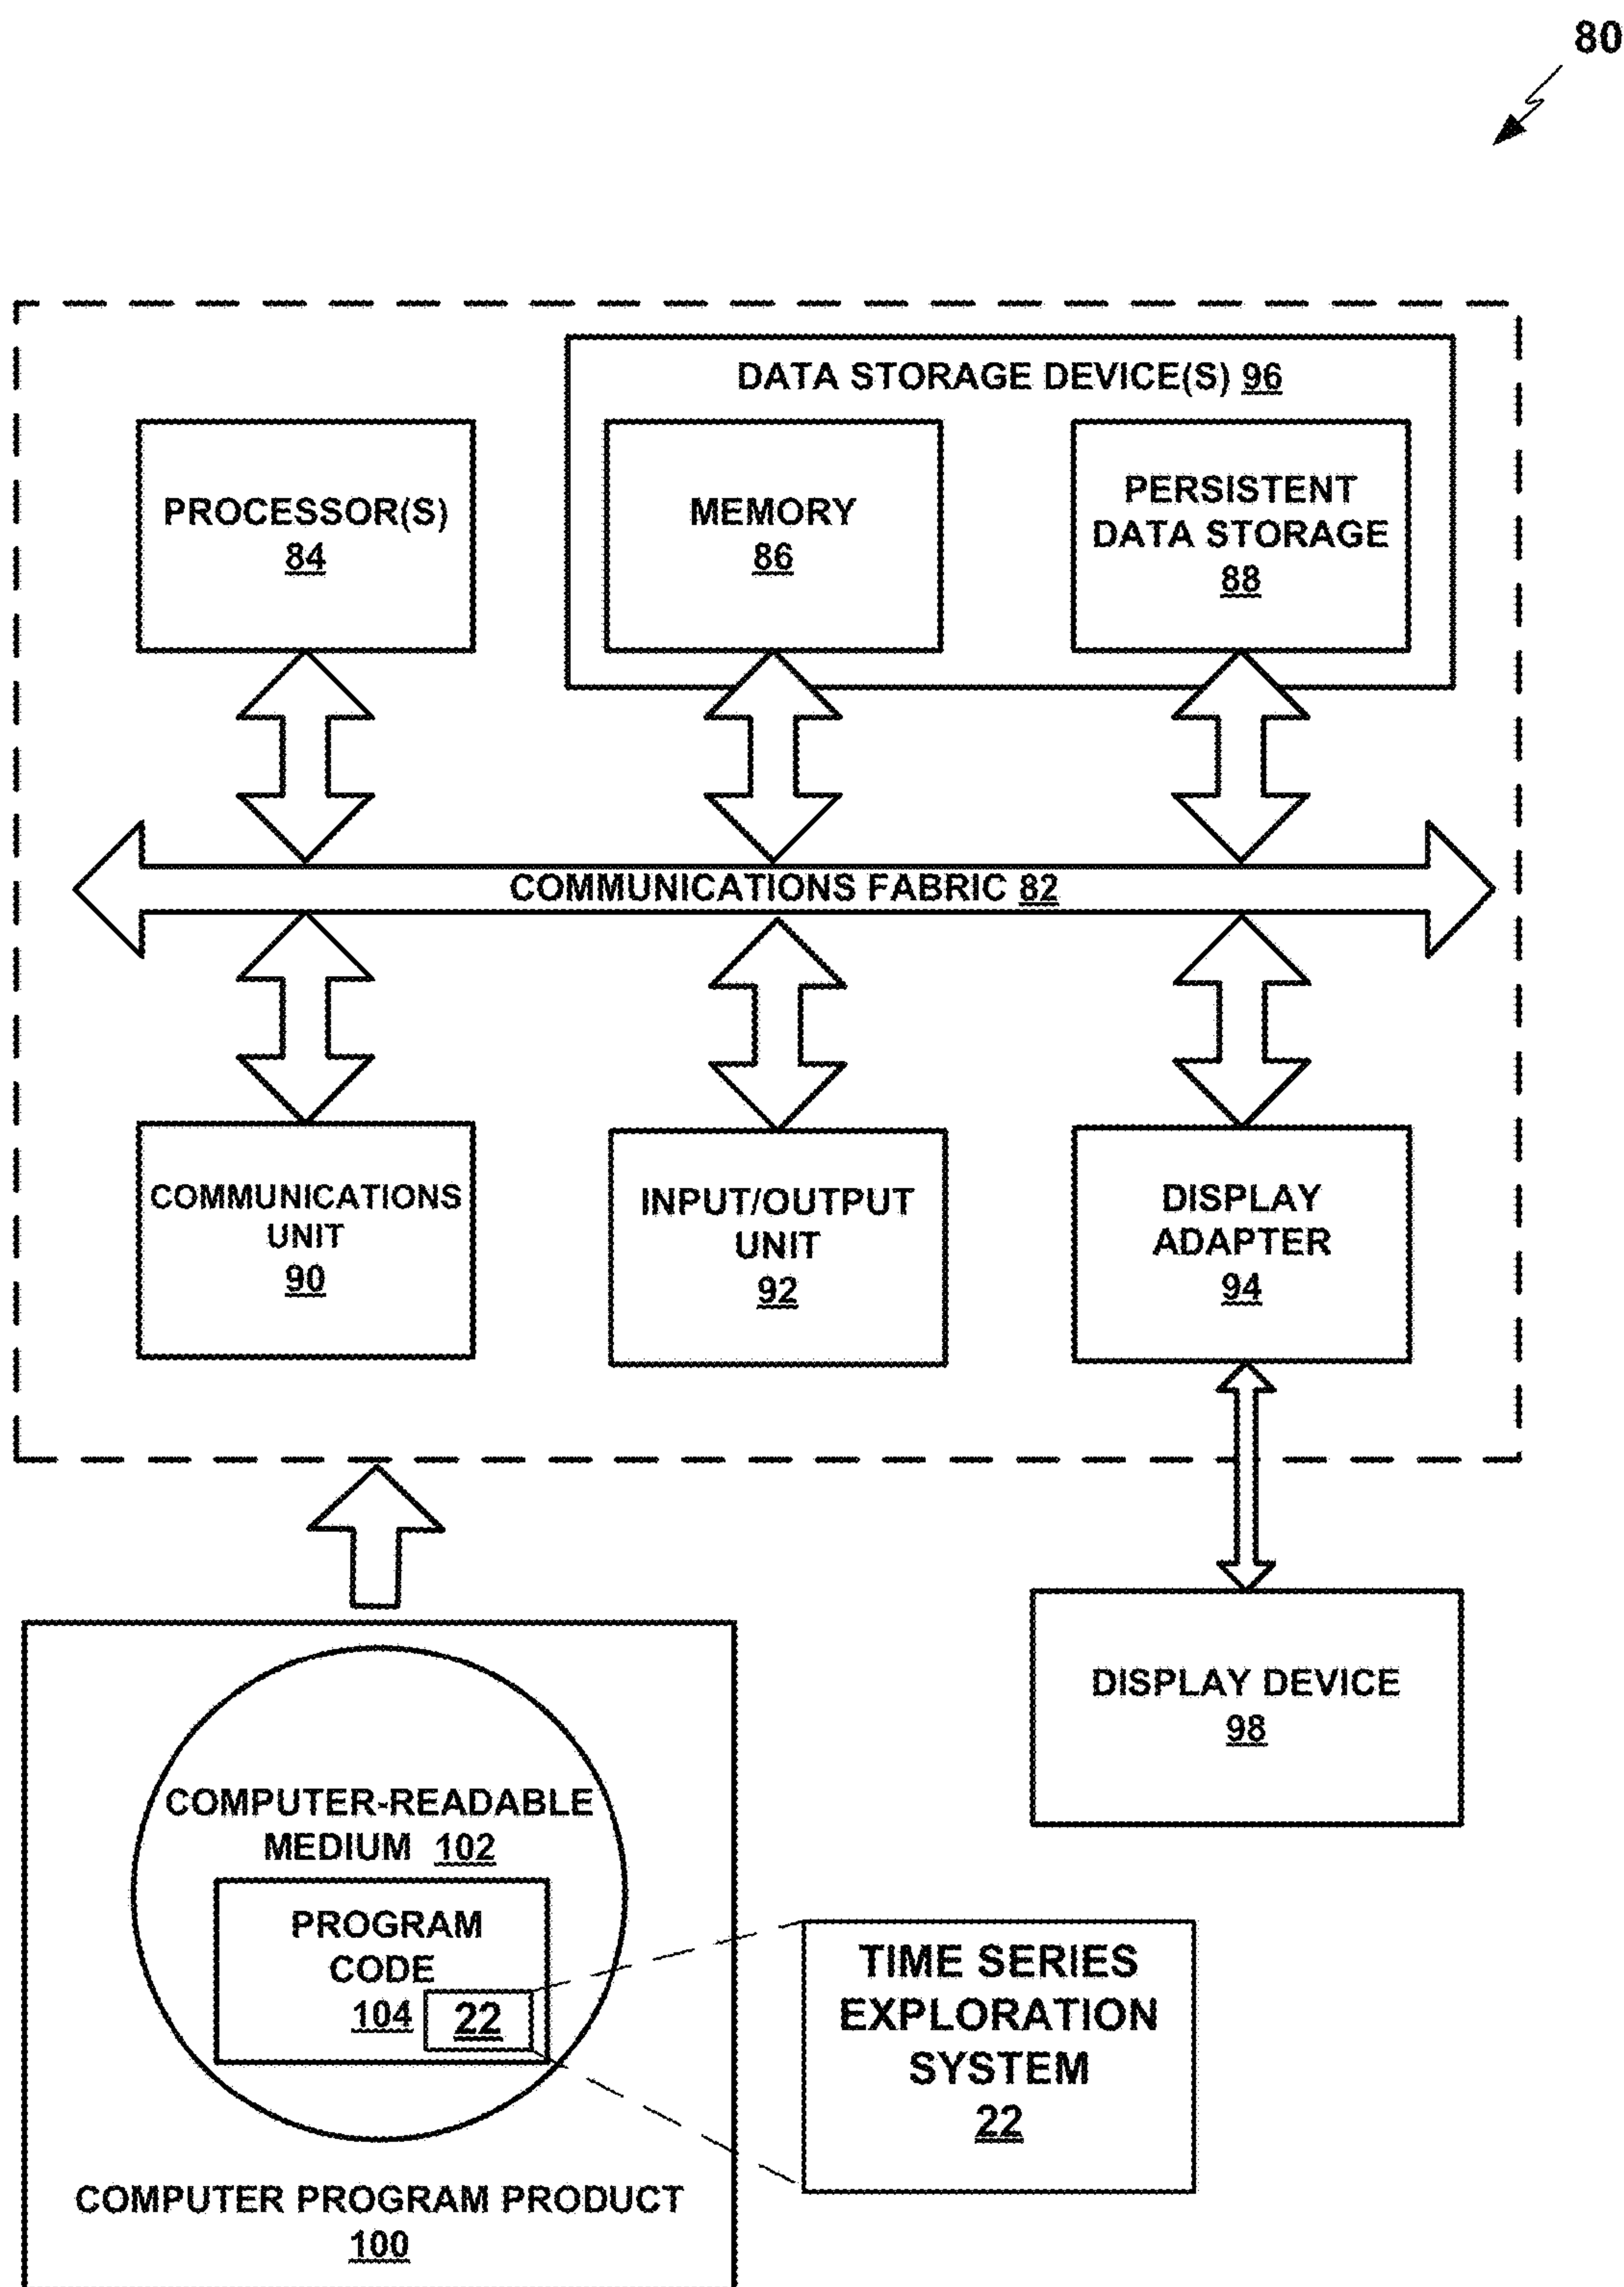 80
DATA STORAGE DEVICE(S) 96
PROCESSOR(S)
84
MEMORY
86
PERSISTENT
DATA STORAGE
88
COMMUNICATIONS FABRIC 82
COMMUNICATIONS
UNIT
90
INPUT/OUTPUT
UNIT
92
DISPLAY
ADAPTER
94
DISPLAY DEVICE
98
COMPUTER-READABLE
MEDIUM 102
PROGRAM
CODE
104
22
TIME SERIES
EXPLORATION
SYSTEM
22
COMPUTER PROGRAM PRODUCT
100